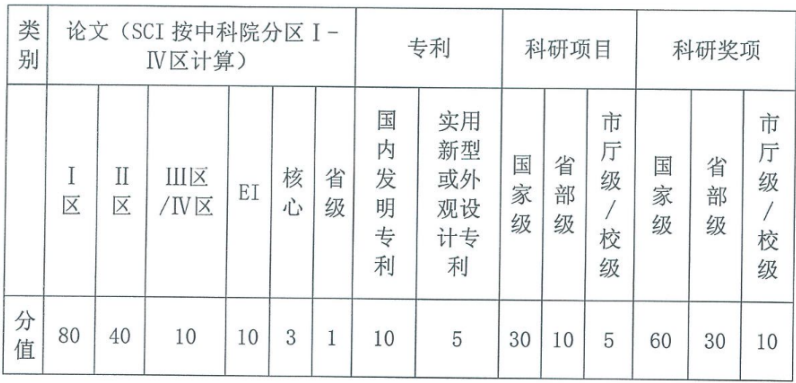 类别 论文（SCI 按中科院分区Ⅰ-Ⅳ区计算） 专利 科研项目 科研奖项
Ⅰ区 Ⅱ区 Ⅲ区/Ⅳ区 EI 核心 省级 国内发明专利 实用新型或外观设计专利 国家级 省部级 市厅级/校级 国家级 省部级 市厅级/校级
分值 80 40 10 10 3 1 10 5 30 10 5 60 30 10